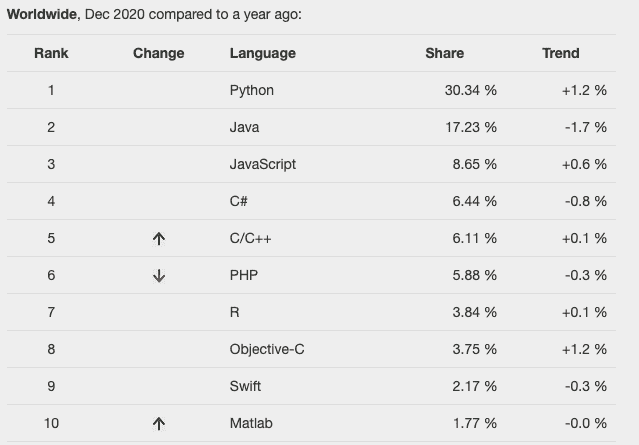 Worldwide, Dec 2020 compared to a year ago:
Rank Change Language Share Trend
1 Python 30.34 % +1.2 %
2 Java 17.23 % -1.7 %
3 JavaScript 8.65 % +0.6 %
4 C# 6.44 % -0.8 %
5 ↑ C/C++ 6.11 % +0.1 %
6 ↓ PHP 5.88 % -0.3 %
7 R 3.84 % +0.1 %
8 Objective-C 3.75 % +1.2 %
9 Swift 2.17 % -0.3 %
10 ↑ Matlab 1.77 % -0.0 %